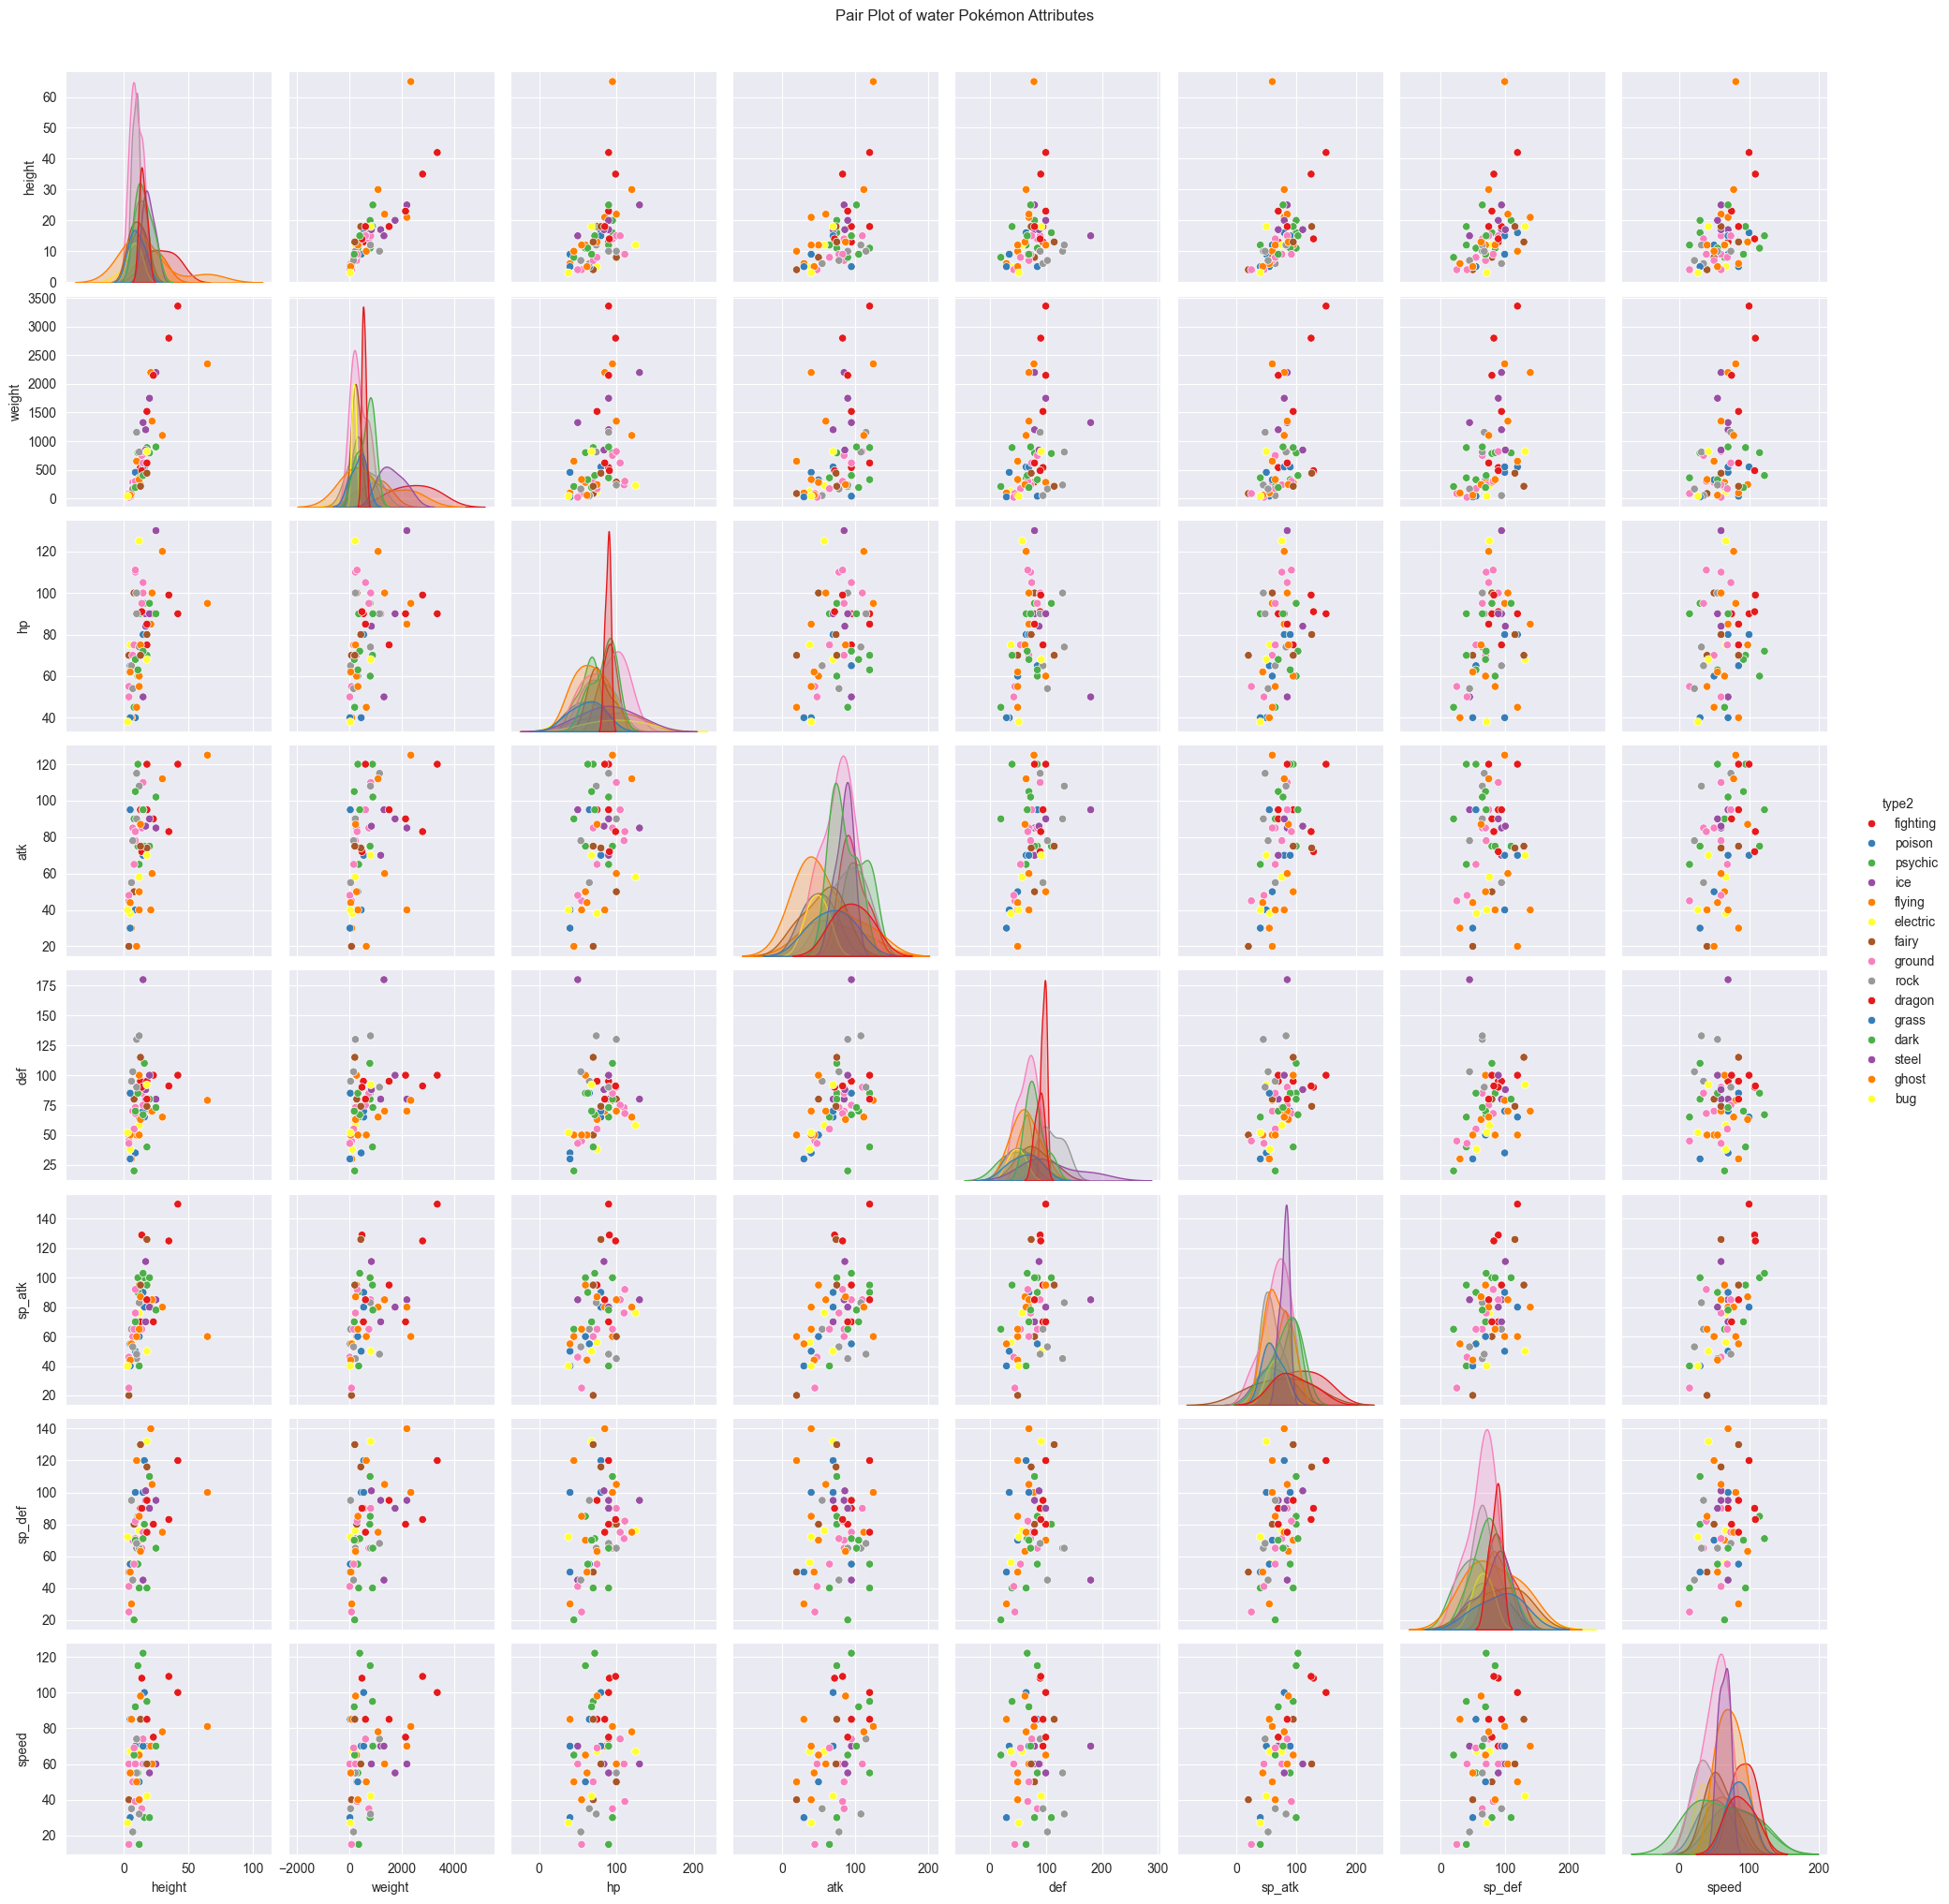 Pair Plot of water Pokémon Attributes
60
50
40
30
20
10
0
height
3500
3000
2500
2000
1500
1000
500
0
weight
120
100
80
60
40
hp
120
100
80
60
40
20
atk
175
150
125
100
75
50
25
def
140
120
100
80
60
40
20
sp_atk
140
120
100
80
60
40
20
sp_def
120
100
80
60
40
20
speed
0 50 100
height
−2000 0 2000 4000
weight
0 100 200
hp
0 100 200
atk
0 100 200 300
def
0 100 200
sp_atk
0 100 200
sp_def
0 100 200
speed
type2
fighting
poison
psychic
ice
flying
electric
fairy
ground
rock
dragon
grass
dark
steel
ghost
bug